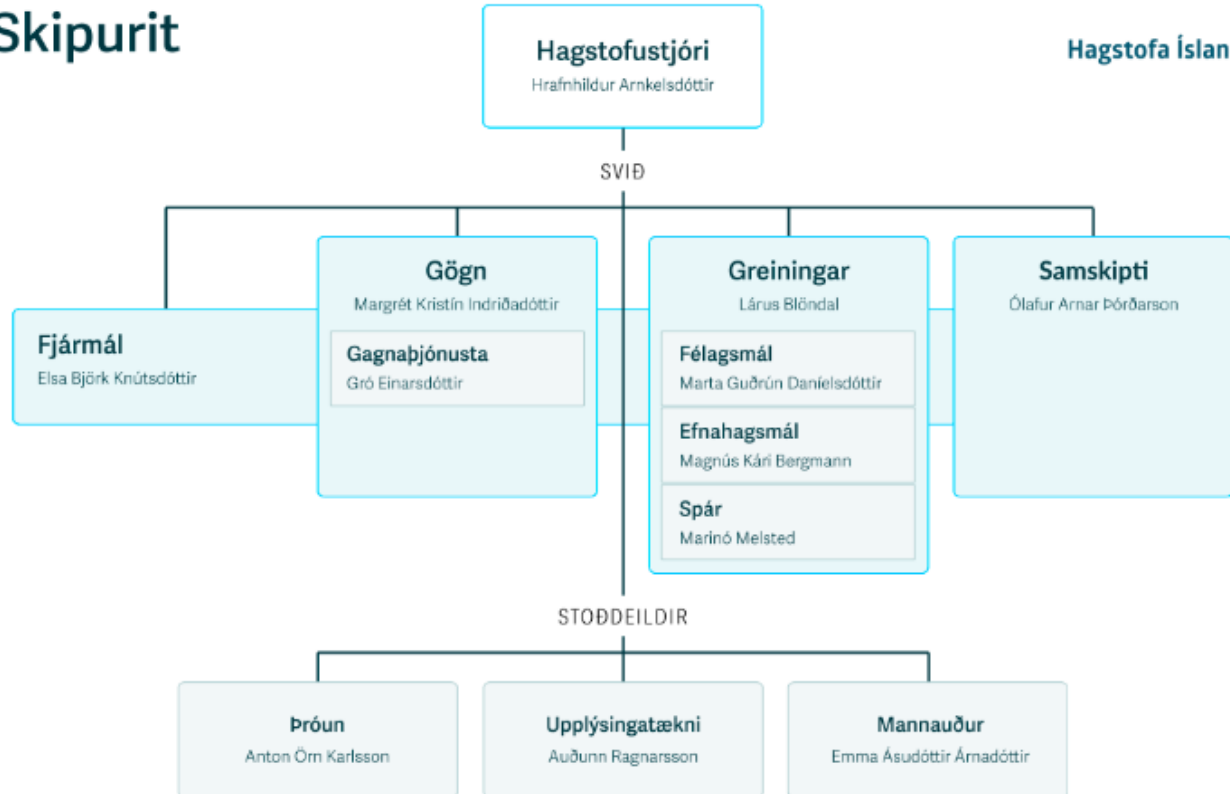 Skipurit
Hagstofustjóri
Hrafnhildur Arnkelsdóttir
Hagstofa Íslan
SVIÐ
Fjármál
Elsa Björk Knútsdóttir
Gögn
Margrét Kristín Indriðadóttir
Gagnaþjónusta
Gró Einarsdóttir
Greiningar
Lárus Blöndal
Félagsmál
Marta Guðrún Daníelsdóttir
Efnahagsmál
Magnús Kári Bergmann
Spár
Marinó Melsted
Samskipti
Ólafur Arnar Þórðarson
STOÐDEILDIR
Þróun
Anton Örn Karlsson
Upplýsingatækni
Auðunn Ragnarsson
Mannauður
Emma Ásudóttir Árnadóttir